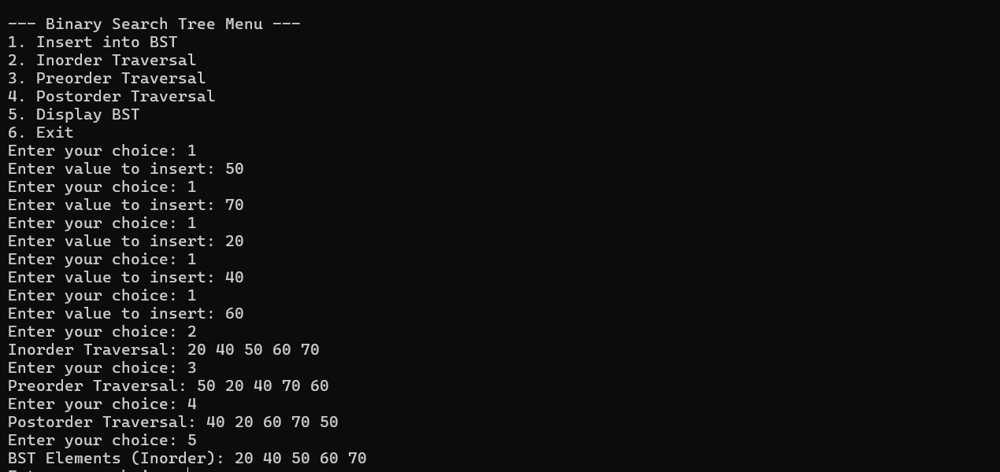 --- Binary Search Tree Menu ---
1. Insert into BST
2. Inorder Traversal
3. Preorder Traversal
4. Postorder Traversal
5. Display BST
6. Exit
Enter your choice: 1
Enter value to insert: 50
Enter your choice: 1
Enter value to insert: 70
Enter your choice: 1
Enter value to insert: 20
Enter your choice: 1
Enter value to insert: 40
Enter your choice: 1
Enter value to insert: 60
Enter your choice: 2
Inorder Traversal: 20 40 50 60 70
Enter your choice: 3
Preorder Traversal: 50 20 40 70 60
Enter your choice: 4
Postorder Traversal: 40 20 60 70 50
Enter your choice: 5
BST Elements (Inorder): 20 40 50 60 70